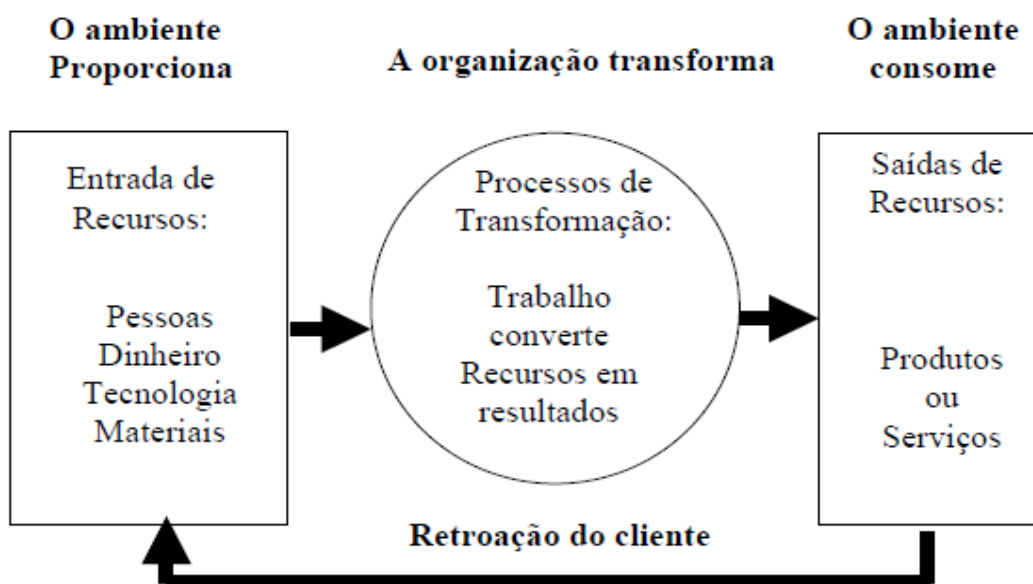 O ambiente
Proporciona
A organização transforma
O ambiente
consome
Entrada de
Recursos:
Pessoas
Dinheiro
Tecnologia
Materiais
Processos de
Transformação:
Trabalho
converte
Recursos em
resultados
Saídas de
Recursos:
Produtos
ou
Serviços
Retroação do cliente